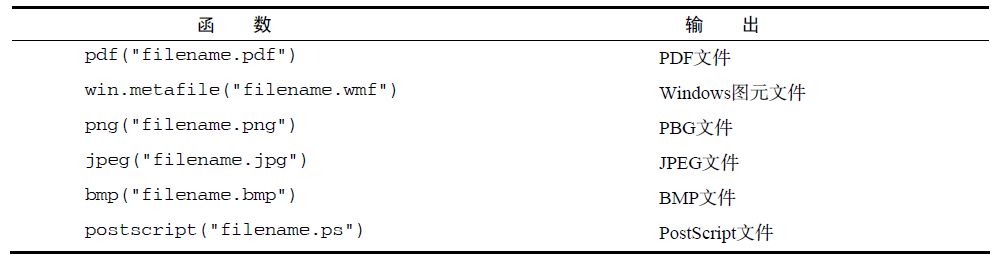 函 数 输 出
pdf("filename.pdf") PDF文件
win.metafile("filename.wmf") Windows图元文件
png("filename.png") PBG文件
jpeg("filename.jpg") JPEG文件
bmp("filename.bmp") BMP文件
postscript("filename.ps") PostScript文件